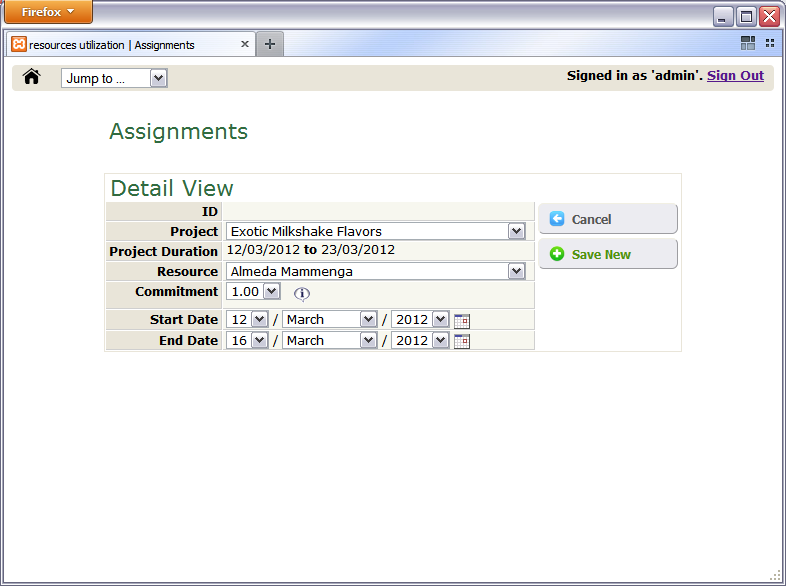 Firefox
resources utilization | Assignments
Jump to ...
Signed in as 'admin'. Sign Out
Assignments
Detail View
ID
Project Exotic Milkshake Flavors
Project Duration 12/03/2012 to 23/03/2012
Resource Almeda Mammenga
Commitment 1.00
Start Date 12 / March / 2012
End Date 16 / March / 2012
Cancel
Save New